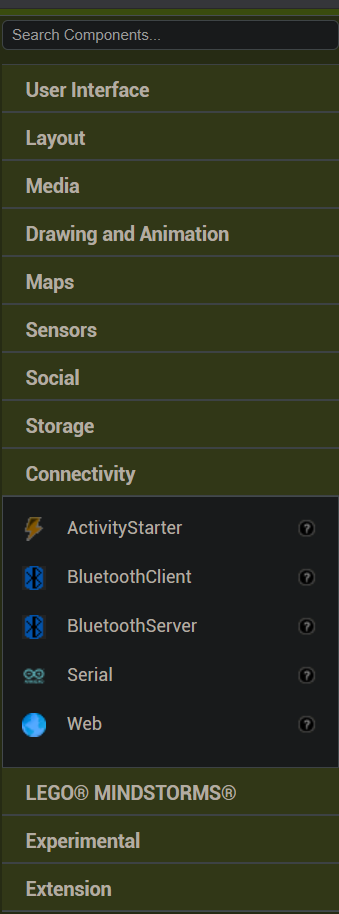 Search Components...
User Interface
Layout
Media
Drawing and Animation
Maps
Sensors
Social
Storage
Connectivity
ActivityStarter ?
BluetoothClient ?
BluetoothServer ?
Serial ?
Web ?
LEGO® MINDSTORMS®
Experimental
Extension